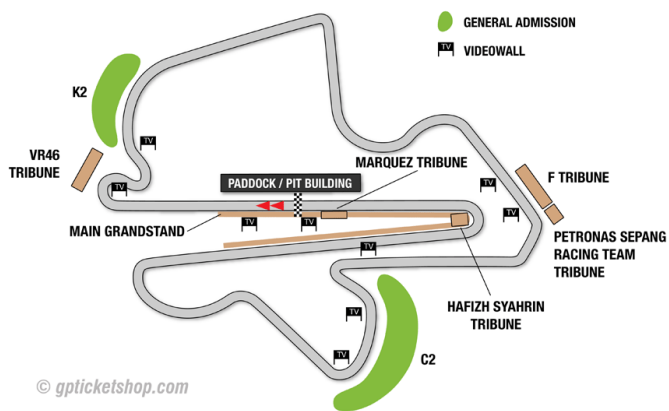 GENERAL ADMISSION
TV VIDEOWALL
K2
TV
VR46
TRIBUNE
TV
MARQUEZ TRIBUNE
PADDOCK / PIT BUILDING
F TRIBUNE
TV
TV
MAIN GRANDSTAND
TV
TV
TV
PETRONAS SEPANG
RACING TEAM
TRIBUNE
HAFIZH SYAHRIN
TRIBUNE
TV
TV
C2
© gpticketshop.com